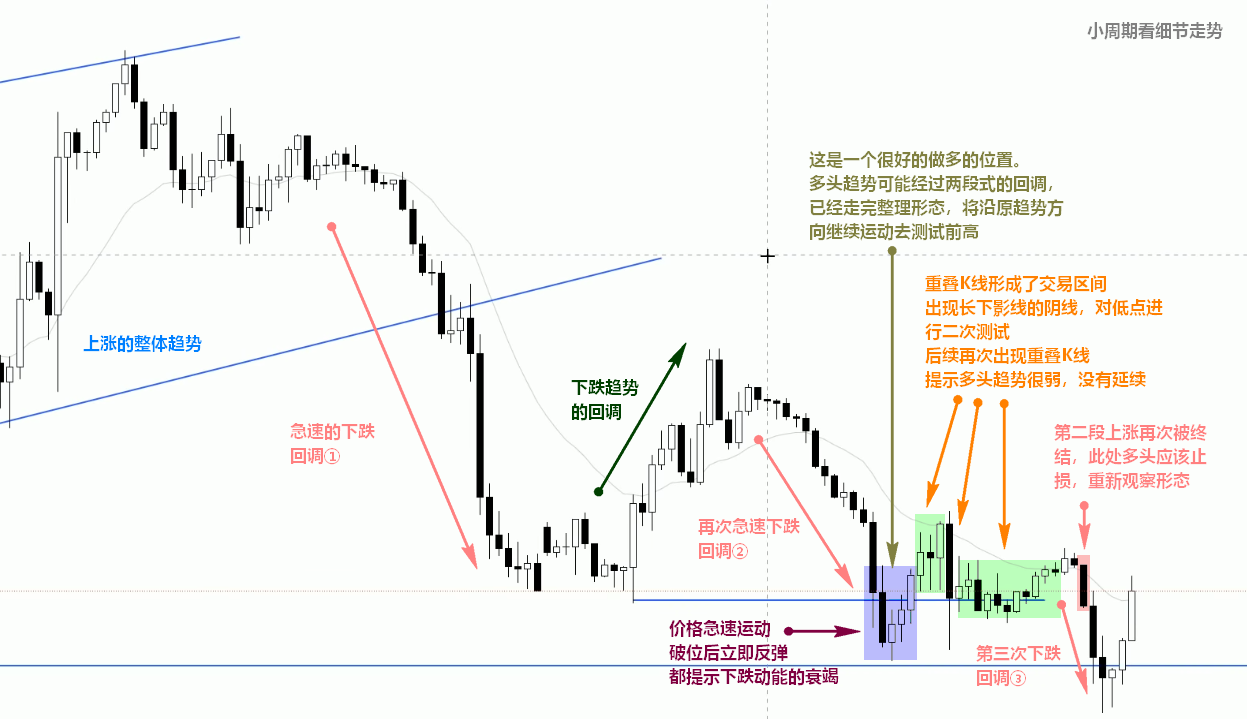 小周期看细节走势
这是一个很好的做多的位置。
多头趋势可能经过两段式的回调，
已经走完整理形态，将沿原趋势方
向继续运动去测试前高
重叠K线形成了交易区间
出现长下影线的阴线，对低点进
行二次测试
后续再次出现重叠K线
提示多头趋势很弱，没有延续
上涨的整体趋势
下跌趋势
的回调
急速的下跌
回调①
第二段上涨再次被终
结，此处多头应该止
损，重新观察形态
再次急速下跌
回调②
价格急速运动
破位后立即反弹
都提示下跌动能的衰竭
第三次下跌
回调③